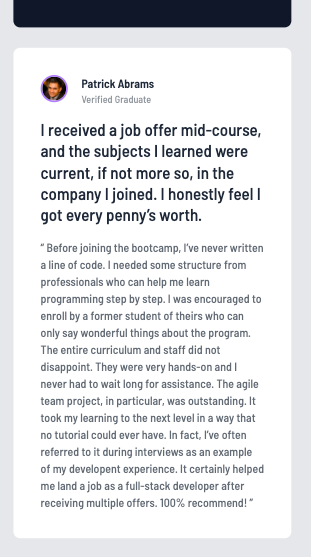 Patrick Abrams
Verified Graduate
I received a job offer mid-course,
and the subjects I learned were
current, if not more so, in the
company I joined. I honestly feel I
got every penny’s worth.
“ Before joining the bootcamp, I’ve never written
a line of code. I needed some structure from
professionals who can help me learn
programming step by step. I was encouraged to
enroll by a former student of theirs who can
only say wonderful things about the program.
The entire curriculum and staff did not
disappoint. They were very hands-on and I
never had to wait long for assistance. The agile
team project, in particular, was outstanding. It
took my learning to the next level in a way that
no tutorial could ever have. In fact, I’ve often
referred to it during interviews as an example
of my developent experience. It certainly helped
me land a job as a full-stack developer after
receiving multiple offers. 100% recommend! ”